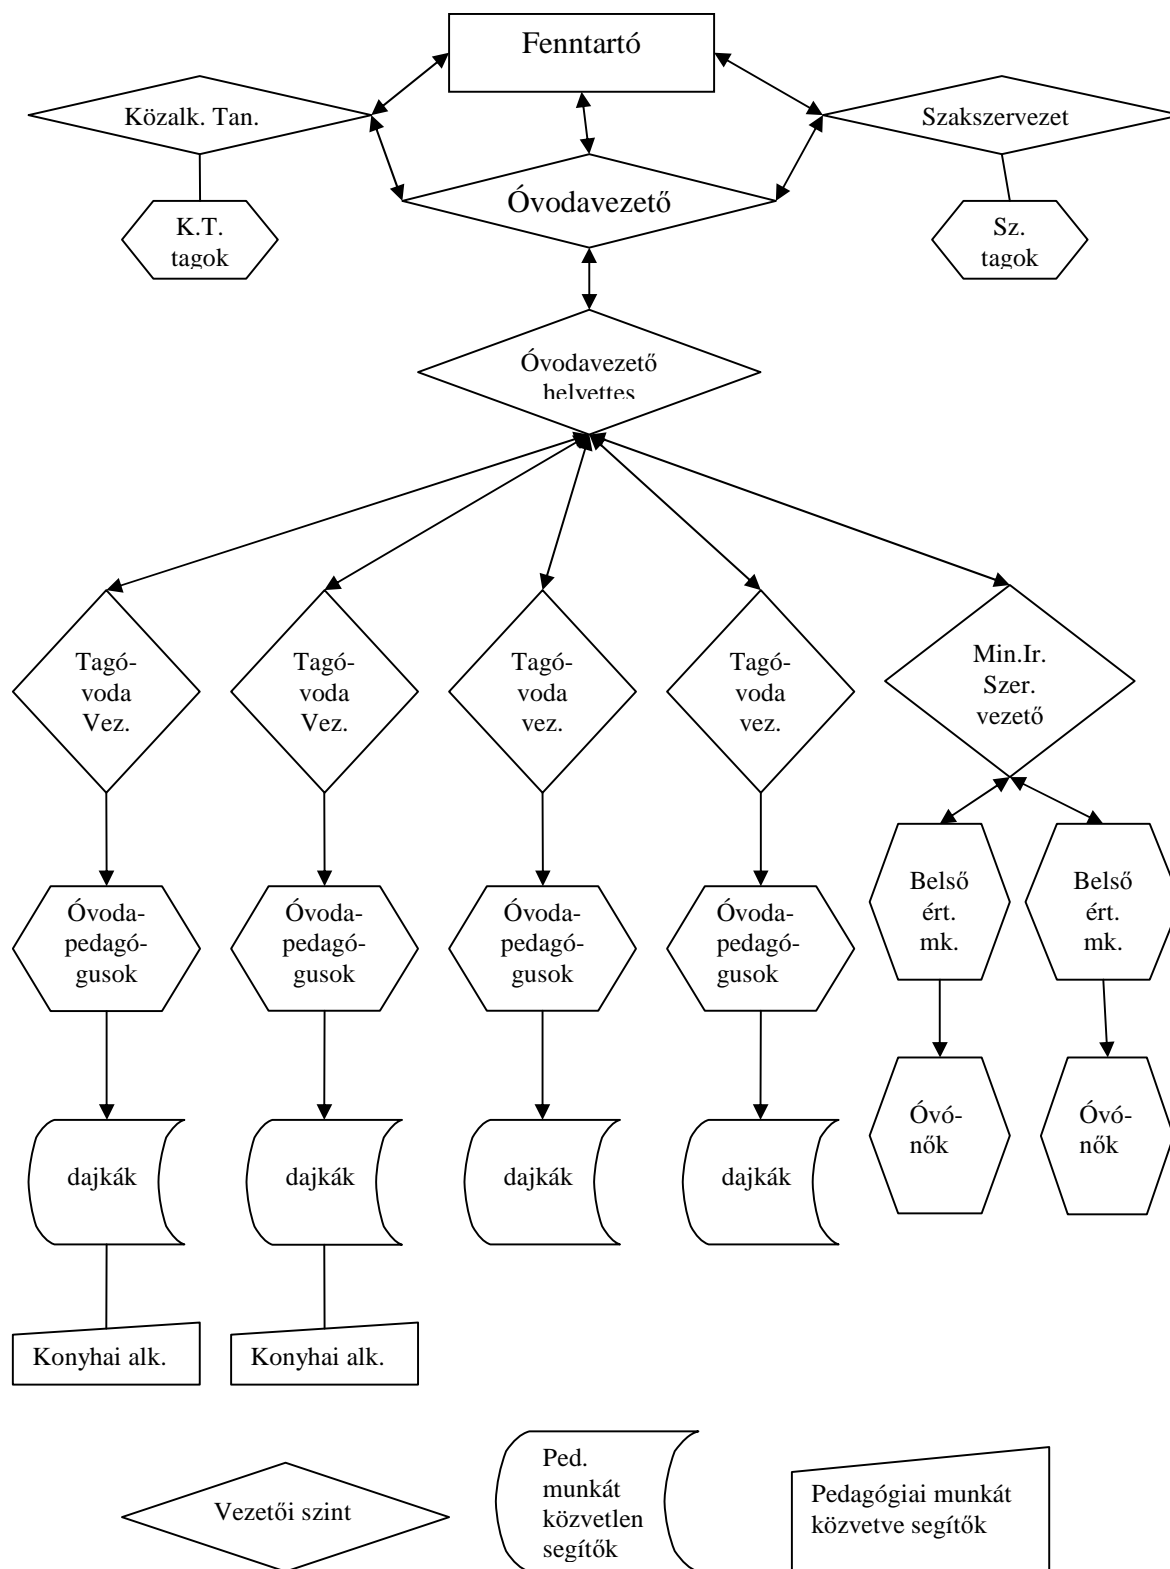 Fenntartó
Közalk. Tan.
Szakszervezet
Óvodavezető
K.T.
tagok
Sz.
tagok
Óvodavezető
helyettes
Tagó-
voda
Vez.
Tagó-
voda
Vez.
Tagó-
voda
vez.
Tagó-
voda
vez.
Min.Ir.
Szer.
vezető
Belső
ért.
mk.
Belső
ért.
mk.
Óvoda-
pedagó-
gusok
Óvoda-
pedagó-
gusok
Óvoda-
pedagó-
gusok
Óvoda-
pedagó-
gusok
Óvó-
nők
Óvó-
nők
dajkák
dajkák
dajkák
dajkák
Konyhai alk.
Konyhai alk.
Vezetői szint
Ped.
munkát
közvetlen
segítők
Pedagógiai munkát
közvetve segítők